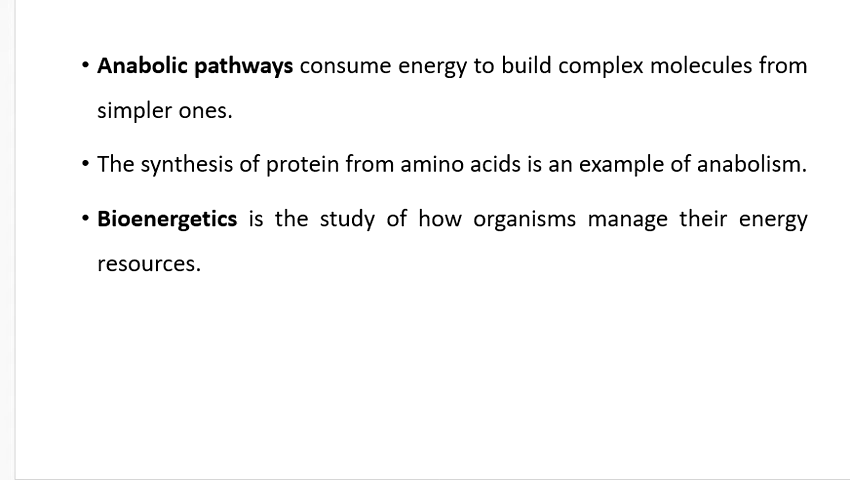 • Anabolic pathways consume energy to build complex molecules from
simpler ones.
• The synthesis of protein from amino acids is an example of anabolism.
• Bioenergetics is the study of how organisms manage their energy
resources.